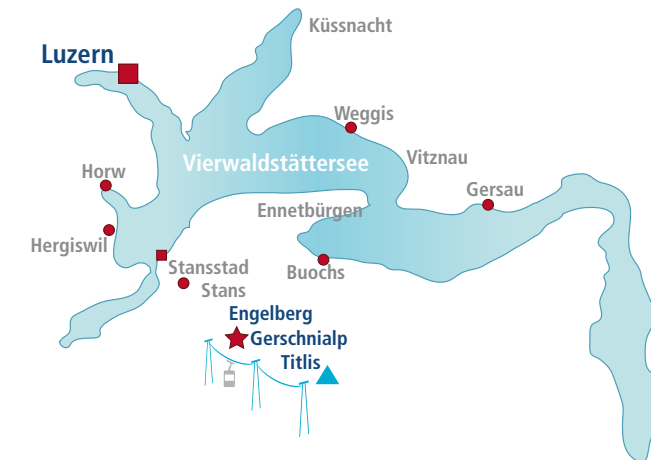 Küssnacht
Luzern
Weggis
Vierwaldstättersee
Vitznau
Horw
Gersau
Ennetbürgen
Hergiswil
Stansstad
Buochs
Stans
Engelberg
Gerschnialp
Titlis